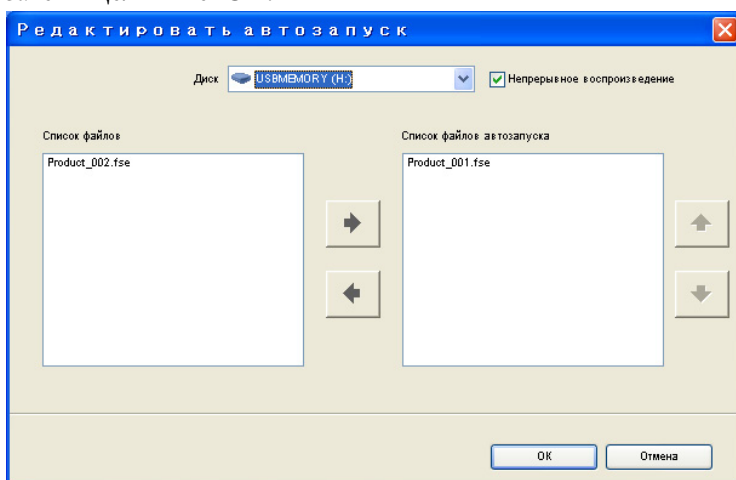 Редактировать автозапуск
Диск USBMEMORY (H:) Непрерывное воспроизведение
Список файлов Список файлов автозапуска
Product_002.fse Product_001.fse
OK Отмена